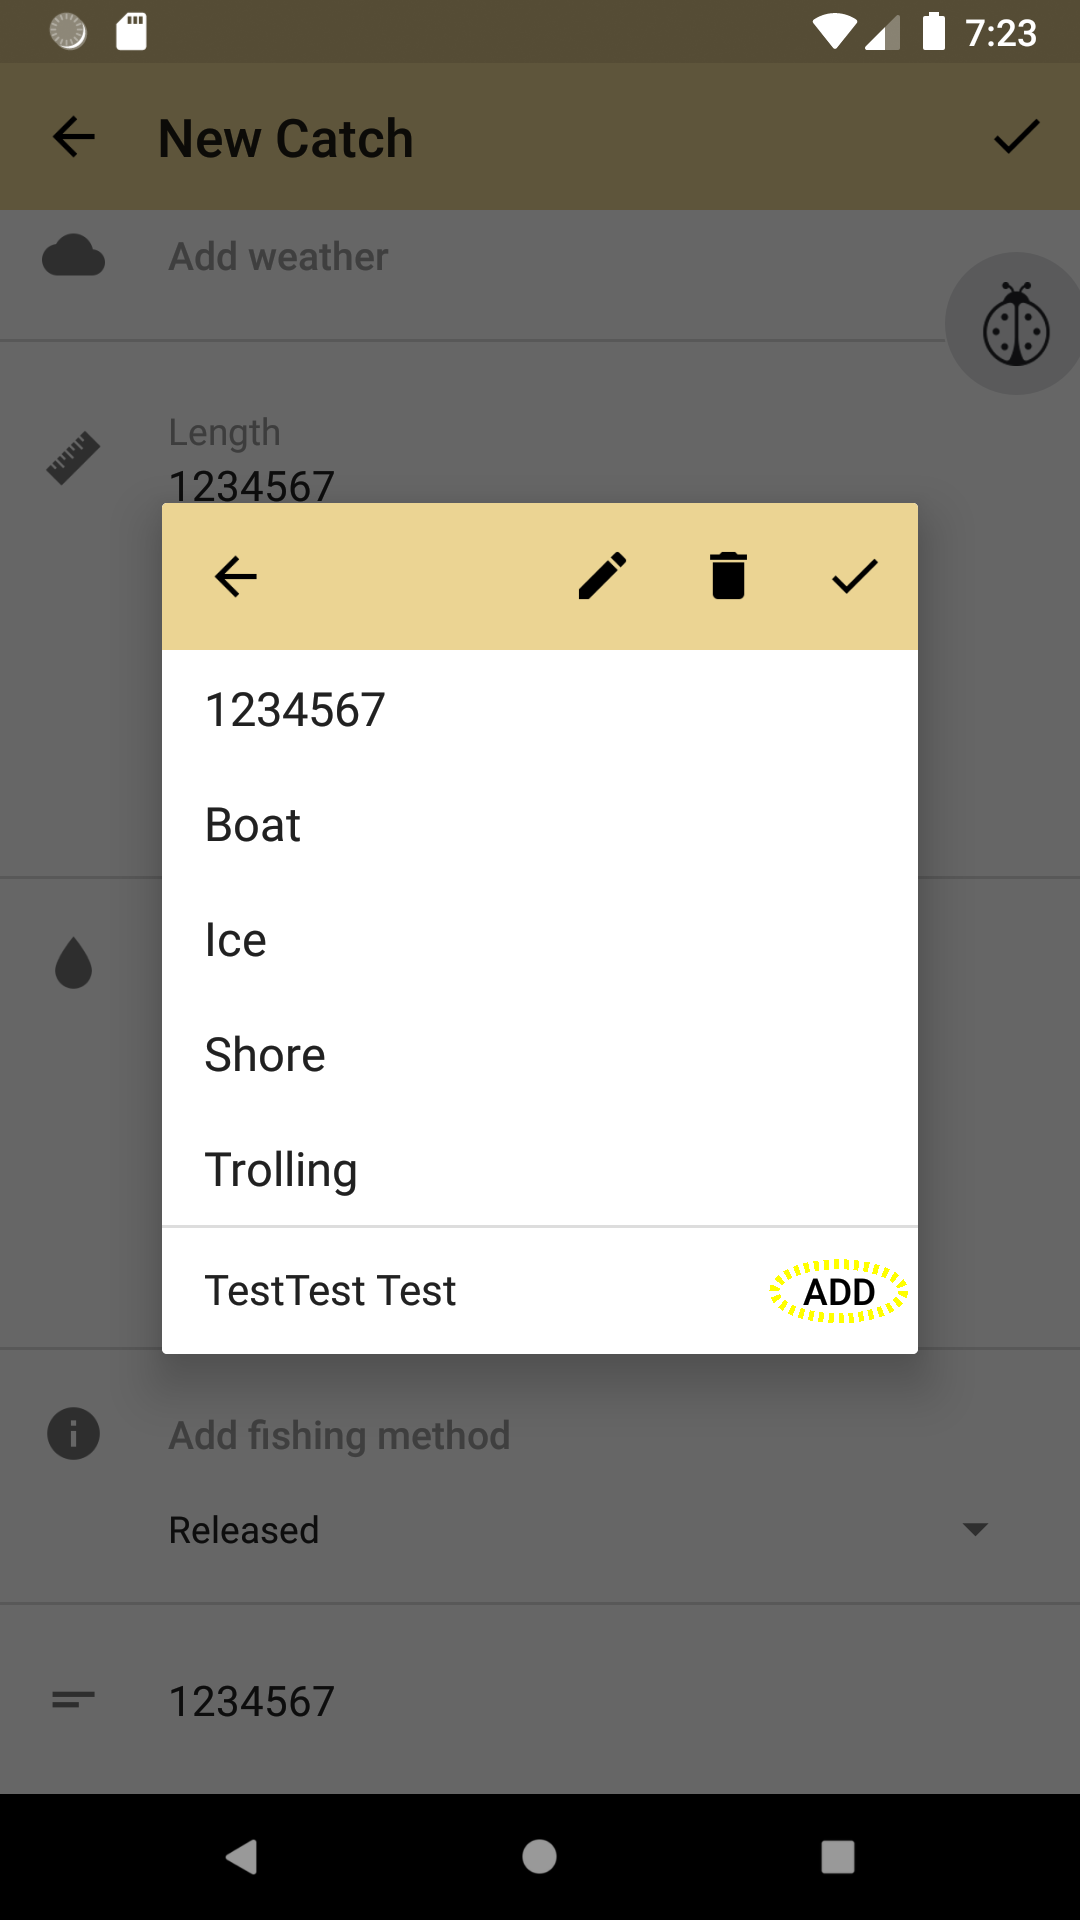 7:23
New Catch
Add weather
Length
1234567
1234567
Boat
Ice
Shore
Trolling
TestTest Test ADD
Add fishing method
Released
1234567